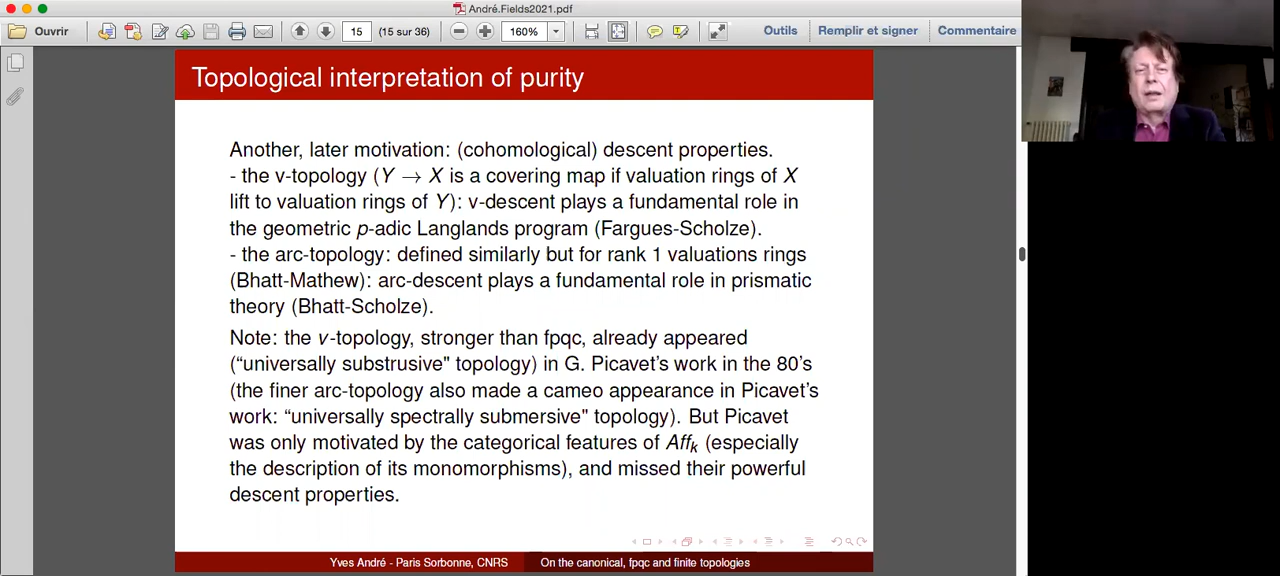 André.Fields2021.pdf
Ouvrir
15
(15 sur 36)
160%
Outils
Remplir et signer
Commentaire
Topological interpretation of purity
Another, later motivation: (cohomological) descent properties.
- the v-topology (Y → X is a covering map if valuation rings of X
lift to valuation rings of Y): v-descent plays a fundamental role in
the geometric p-adic Langlands program (Fargues-Scholze).
- the arc-topology: defined similarly but for rank 1 valuations rings
(Bhatt-Mathew): arc-descent plays a fundamental role in prismatic
theory (Bhatt-Scholze).
Note: the v-topology, stronger than fpqc, already appeared
(“universally substrusive" topology) in G. Picavet’s work in the 80’s
(the finer arc-topology also made a cameo appearance in Picavet’s
work: “universally spectrally submersive" topology). But Picavet
was only motivated by the categorical features of Aff_k (especially
the description of its monomorphisms), and missed their powerful
descent properties.
Yves André - Paris Sorbonne, CNRS
On the canonical, fpqc and finite topologies